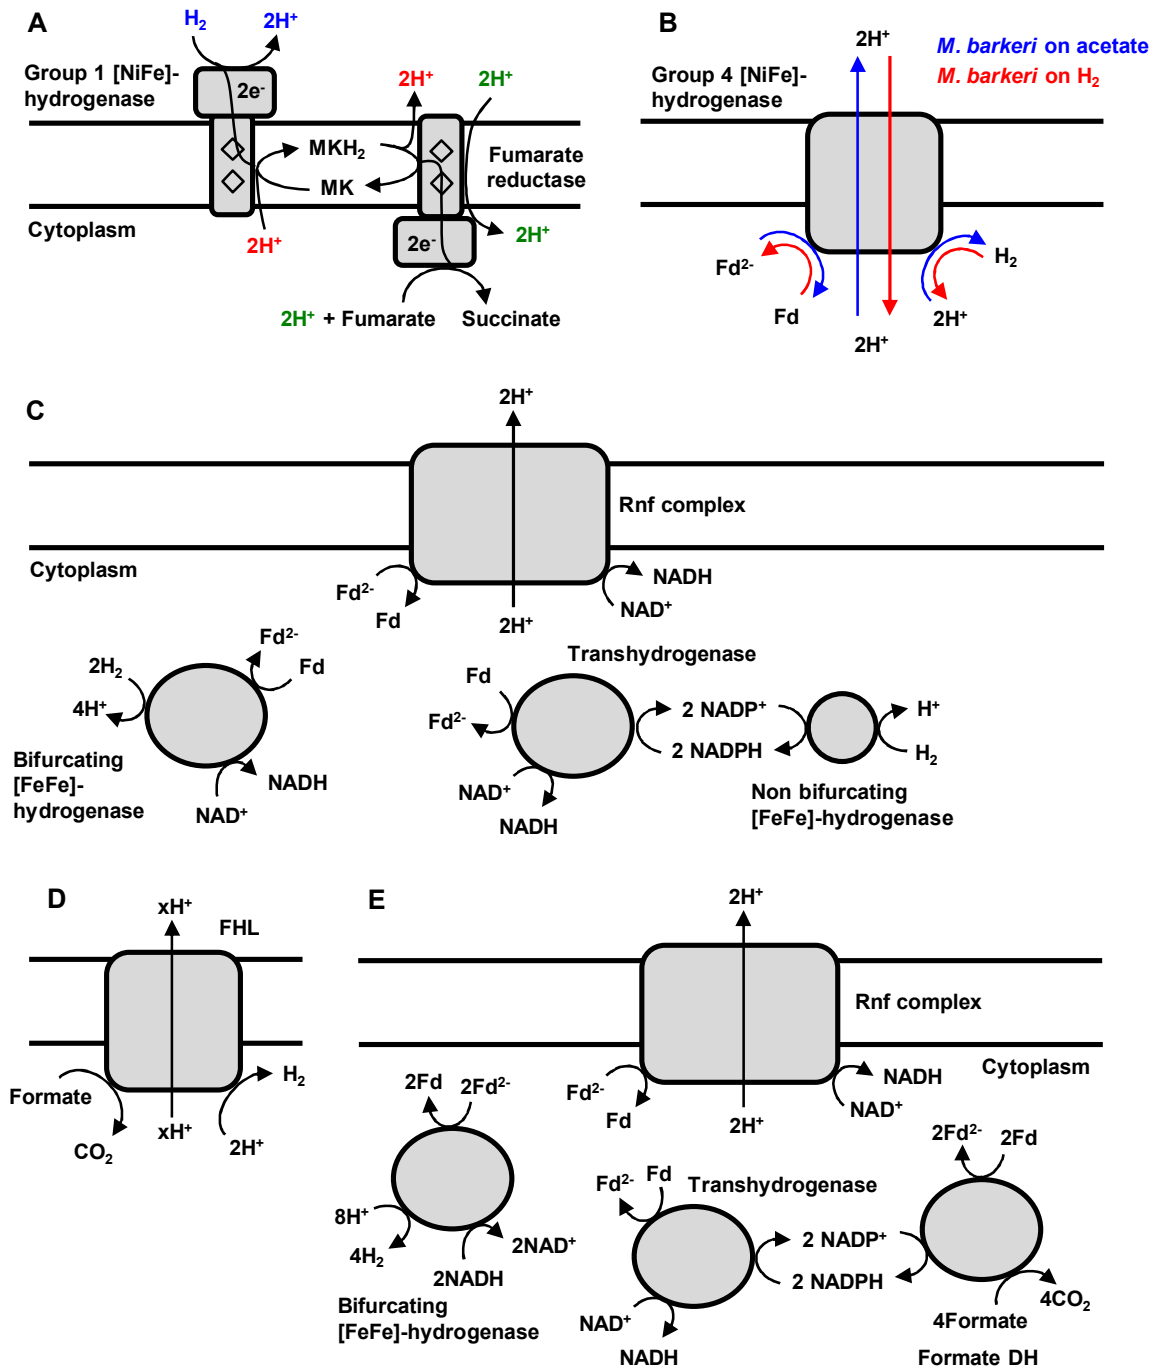 A
H₂
2H⁺
Group 1 [NiFe]-
hydrogenase
2e⁻
2H⁺
2H⁺
MKH₂
MK
Fumarate
reductase
Cytoplasm
2H⁺
2e⁻
2H⁺
2H⁺ + Fumarate
Succinate
B
2H⁺
M. barkeri on acetate
M. barkeri on H₂
Group 4 [NiFe]-
hydrogenase
Fd²⁻
Fd
2H⁺
2H⁺
H₂
C
2H⁺
Rnf complex
Cytoplasm
Fd²⁻
Fd
2H⁺
NADH
NAD⁺
2H₂
4H⁺
Fd²⁻
Fd
Bifurcating
[FeFe]-
hydrogenase
NADH
NAD⁺
Transhydrogenase
Fd
Fd²⁻
NAD⁺
NADH
2 NADP⁺
2 NADPH
H⁺
H₂
Non bifurcating
[FeFe]-hydrogenase
D
xH⁺
FHL
Formate
CO₂
xH⁺
2H⁺
H₂
E
2H⁺
Rnf complex
Cytoplasm
Fd²⁻
Fd
2H⁺
NADH
NAD⁺
2Fd
2Fd²⁻
8H⁺
4H₂
2NAD⁺
2NADH
Bifurcating
[FeFe]-hydrogenase
Fd²⁻
Fd
Transhydrogenase
NAD⁺
NADH
2 NADP⁺
2 NADPH
2Fd²⁻
2Fd
4Formate
4CO₂
Formate DH